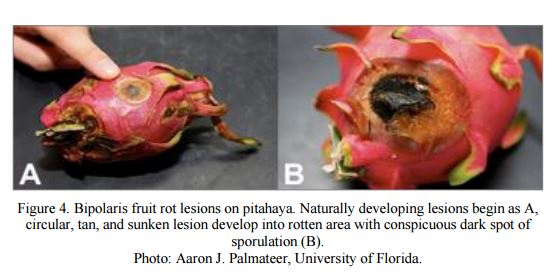 A
B
Figure 4. Bipolaris fruit rot lesions on pitahaya. Naturally developing lesions begin as A,
circular, tan, and sunken lesion develop into rotten area with conspicuous dark spot of
sporulation (B).
Photo: Aaron J. Palmateer, University of Florida.